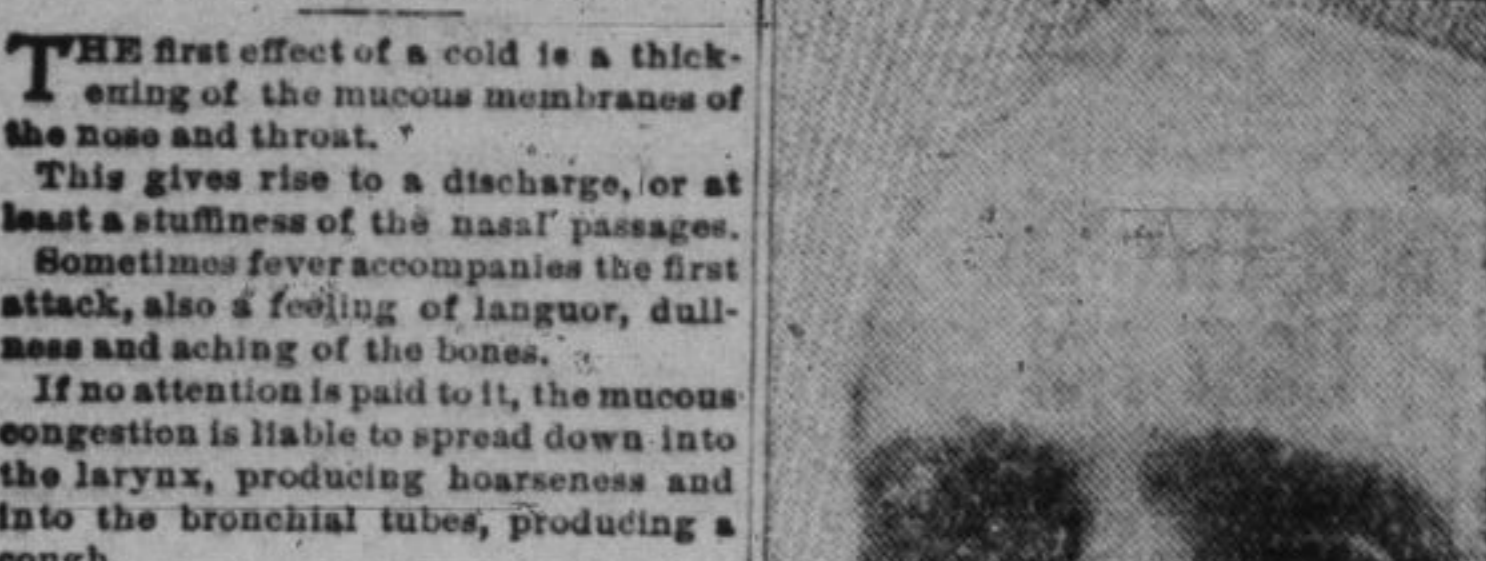 THE first effect of a cold is a thick-
ening of the mucous membranes of
the nose and throat.
This gives rise to a discharge, or at
least a stuffiness of the nasal passages.
Sometimes fever accompanies the first
attack, also a feeling of languor, dull-
ness and aching of the bones.
If no attention is paid to it, the mucous
congestion is liable to spread down into
the larynx, producing hoarseness and
into the bronchial tubes, producing a
cough